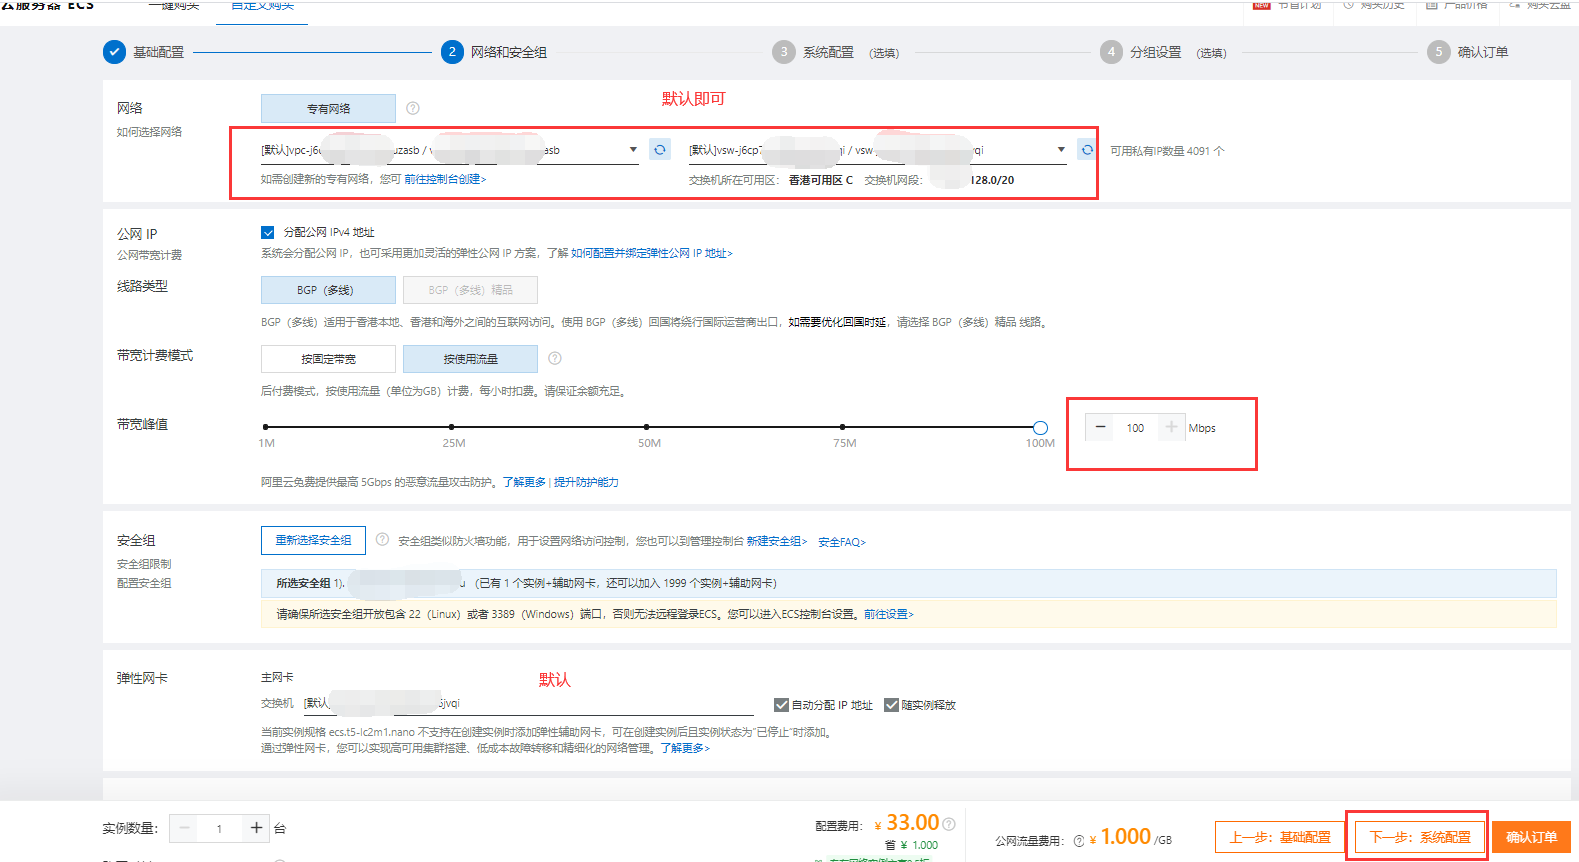 云服务器 ECS 一键购买 自定义购买 NEW 节省计划 购买历史 产品价格 购买云盘
基础配置 2 网络和安全组 3 系统配置 (选填) 4 分组设置 (选填) 5 确认订单
默认即可
网络 专有网络
如何选择网络
[默认]vpc-j6 uzasb / asb [默认]vsw-j6cp7 qi / vsw qi 可用私有IP数量 4091 个
如需创建新的专有网络，您可 前往控制台创建> 交换机所在可用区： 香港可用区 C 交换机网段： 128.0/20
公网 IP 分配公网 IPv4 地址
公网带宽计费 系统会分配公网 IP，也可采用更加灵活的弹性公网 IP 方案，了解 如何配置并绑定弹性公网 IP 地址>
线路类型 BGP（多线） BGP（多线）精品
BGP（多线）适用于香港本地、香港和海外之间的互联网访问。使用 BGP（多线）回国将绕行国际运营商出口，如需要优化回国时延，请选择 BGP（多线）精品 线路。
带宽计费模式 按固定带宽 按使用流量
后付费模式，按使用流量（单位为GB）计费，每小时扣费。请保证余额充足。
带宽峰值 100 Mbps
1M 25M 50M 75M 100M
阿里云免费提供最高 5Gbps 的恶意流量攻击防护。了解更多 | 提升防护能力
安全组 重新选择安全组 安全组类似防火墙功能，用于设置网络访问控制，您也可以到管理控制台 新建安全组> 安全FAQ>
安全组限制
配置安全组
所选安全组 1). u （已有 1 个实例+辅助网卡，还可以加入 1999 个实例+辅助网卡）
请确保所选安全组开放包含 22（Linux）或者 3389（Windows）端口，否则无法远程登录ECS。您可以进入ECS控制台设置。前往设置>
弹性网卡 主网卡 默认
交换机 [默认] jvqi 自动分配 IP 地址 随实例释放
当前实例规格 ecs.t5-lc2m1.nano 不支持在创建实例时添加弹性辅助网卡，可在创建实例后且实例状态为“已停止”时添加。
通过弹性网卡，您可以实现高可用集群搭建、低成本故障转移和精细化的网络管理。了解更多>
实例数量： 1 台 配置费用： ¥ 33.00 公网流量费用： ¥ 1.000 /GB 上一步：基础配置 下一步：系统配置 确认订单
省 ¥ 1.000